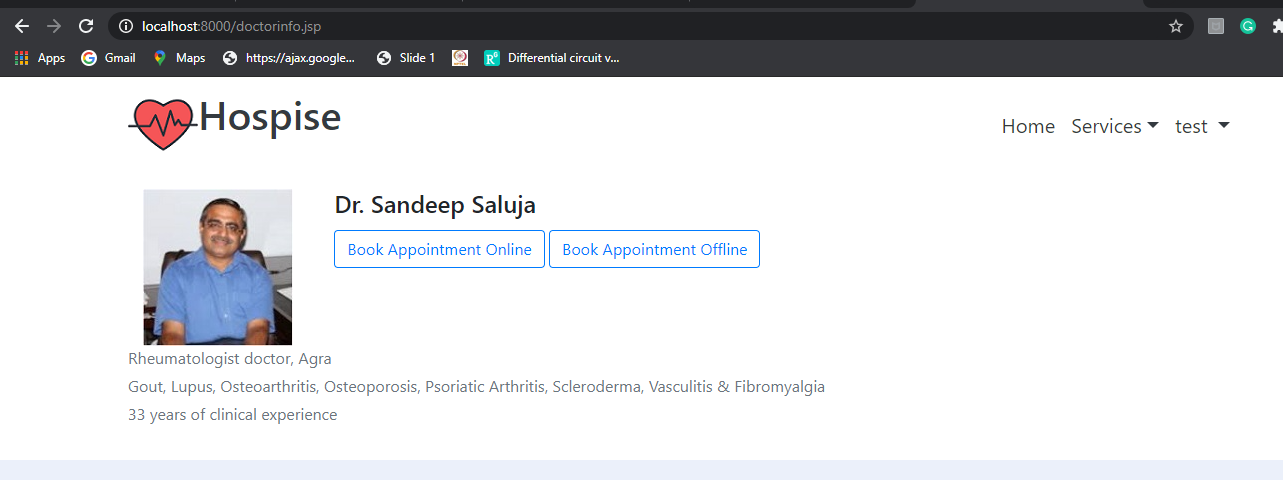 localhost:8000/doctorinfo.jsp
Apps Gmail Maps https://ajax.google... Slide 1 Differential circuit v...
Hospise
Home Services test
Dr. Sandeep Saluja
Book Appointment Online Book Appointment Offline
Rheumatologist doctor, Agra
Gout, Lupus, Osteoarthritis, Osteoporosis, Psoriatic Arthritis, Scleroderma, Vasculitis & Fibromyalgia
33 years of clinical experience